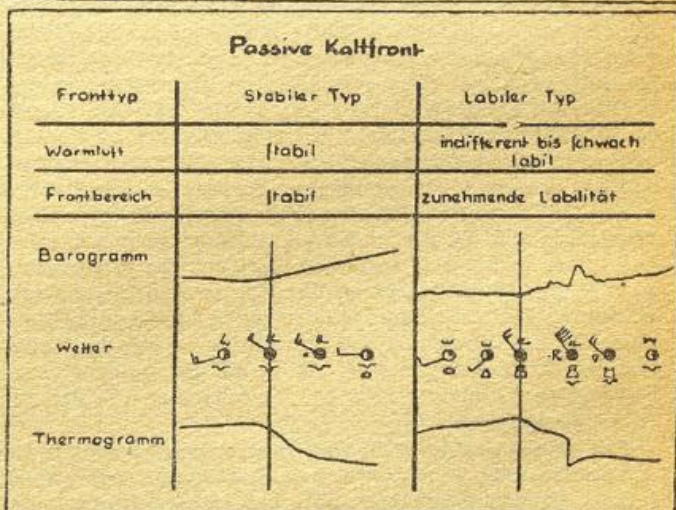 Passive Kaltfront
Fronttyp Stabiler Typ Labiler Typ
Warmluft stabil indifferent bis schwach labil
Frontbereich stabil zunehmende Labilität
Barogramm
Wetter
Thermogramm